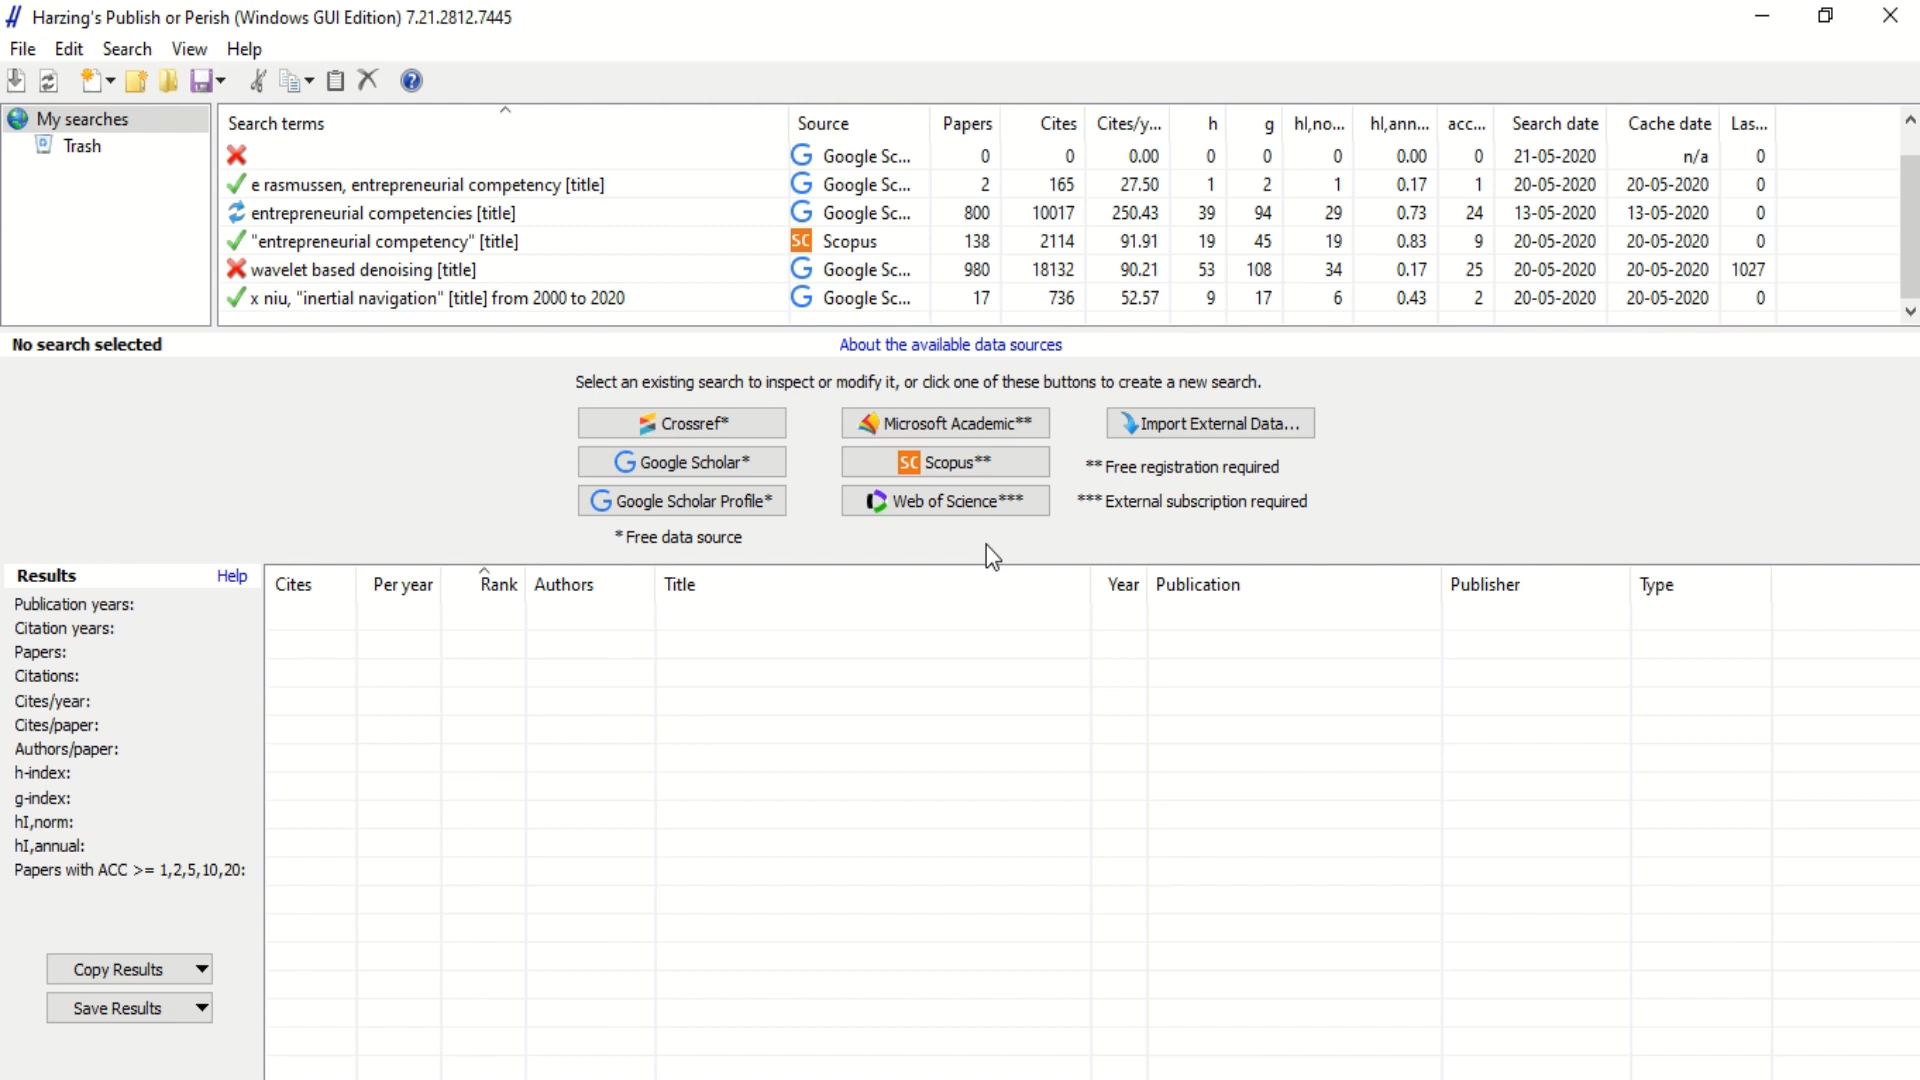 Harzing's Publish or Perish (Windows GUI Edition) 7.21.2812.7445
File Edit Search View Help
My searches
Trash
Search terms Source Papers Cites Cites/y... h g hI,no... hI,ann... acc... Search date Cache date Las...
Google Sc... 0 0 0.00 0 0 0 0.00 0 21-05-2020 n/a 0
e rasmussen, entrepreneurial competency [title] Google Sc... 2 165 27.50 1 2 1 0.17 1 20-05-2020 20-05-2020 0
entrepreneurial competencies [title] Google Sc... 800 10017 250.43 39 94 29 0.73 24 13-05-2020 13-05-2020 0
"entrepreneurial competency" [title] SC Scopus 138 2114 91.91 19 45 19 0.83 9 20-05-2020 20-05-2020 0
wavelet based denoising [title] Google Sc... 980 18132 90.21 53 108 34 0.17 25 20-05-2020 20-05-2020 1027
x niu, "inertial navigation" [title] from 2000 to 2020 Google Sc... 17 736 52.57 9 17 6 0.43 2 20-05-2020 20-05-2020 0
No search selected About the available data sources
Select an existing search to inspect or modify it, or click one of these buttons to create a new search.
Crossref* Microsoft Academic** Import External Data...
Google Scholar* SC Scopus** ** Free registration required
Google Scholar Profile* Web of Science*** *** External subscription required
* Free data source
Results Help
Cites Per year Rank Authors Title Year Publication Publisher Type
Publication years:
Citation years:
Papers:
Citations:
Cites/year:
Cites/paper:
Authors/paper:
h-index:
g-index:
hI,norm:
hI,annual:
Papers with ACC >= 1,2,5,10,20:
Copy Results
Save Results